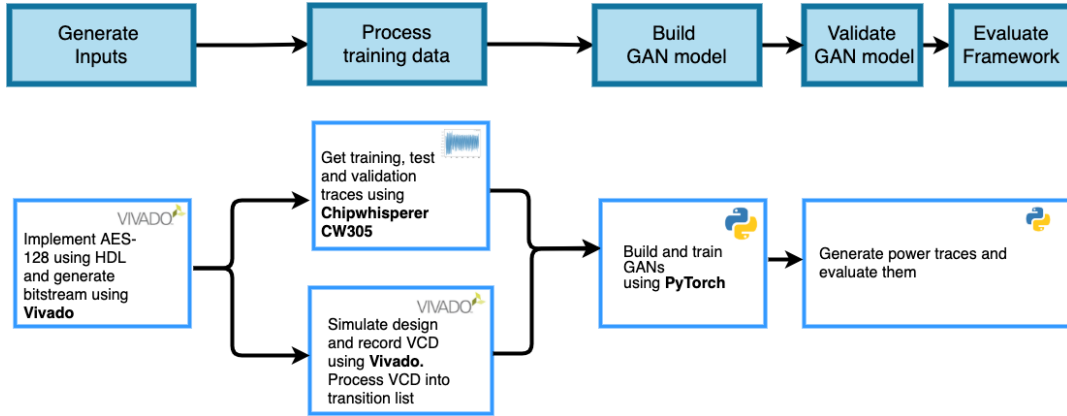 Generate
Inputs
Process
training data
Build
GAN model
Validate
GAN model
Evaluate
Framework
Get training, test
and validation
traces using
Chipwhisperer
CW305
VIVADO
Implement AES-
128 using HDL
and generate
bitstream using
Vivado
VIVADO
Simulate design
and record VCD
using Vivado.
Process VCD into
transition list
Build and train
GANs
using PyTorch
Generate power traces and
evaluate them